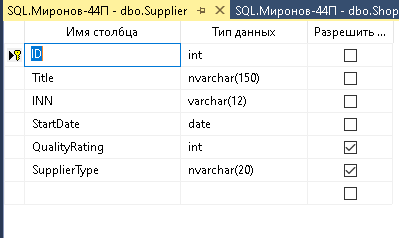 SQL.Миронов-44П - dbo.Supplier SQL.Миронов-44П - dbo.Shop
Имя столбца Тип данных Разрешить ...
ID int
Title nvarchar(150)
INN varchar(12)
StartDate date
QualityRating int
SupplierType nvarchar(20)